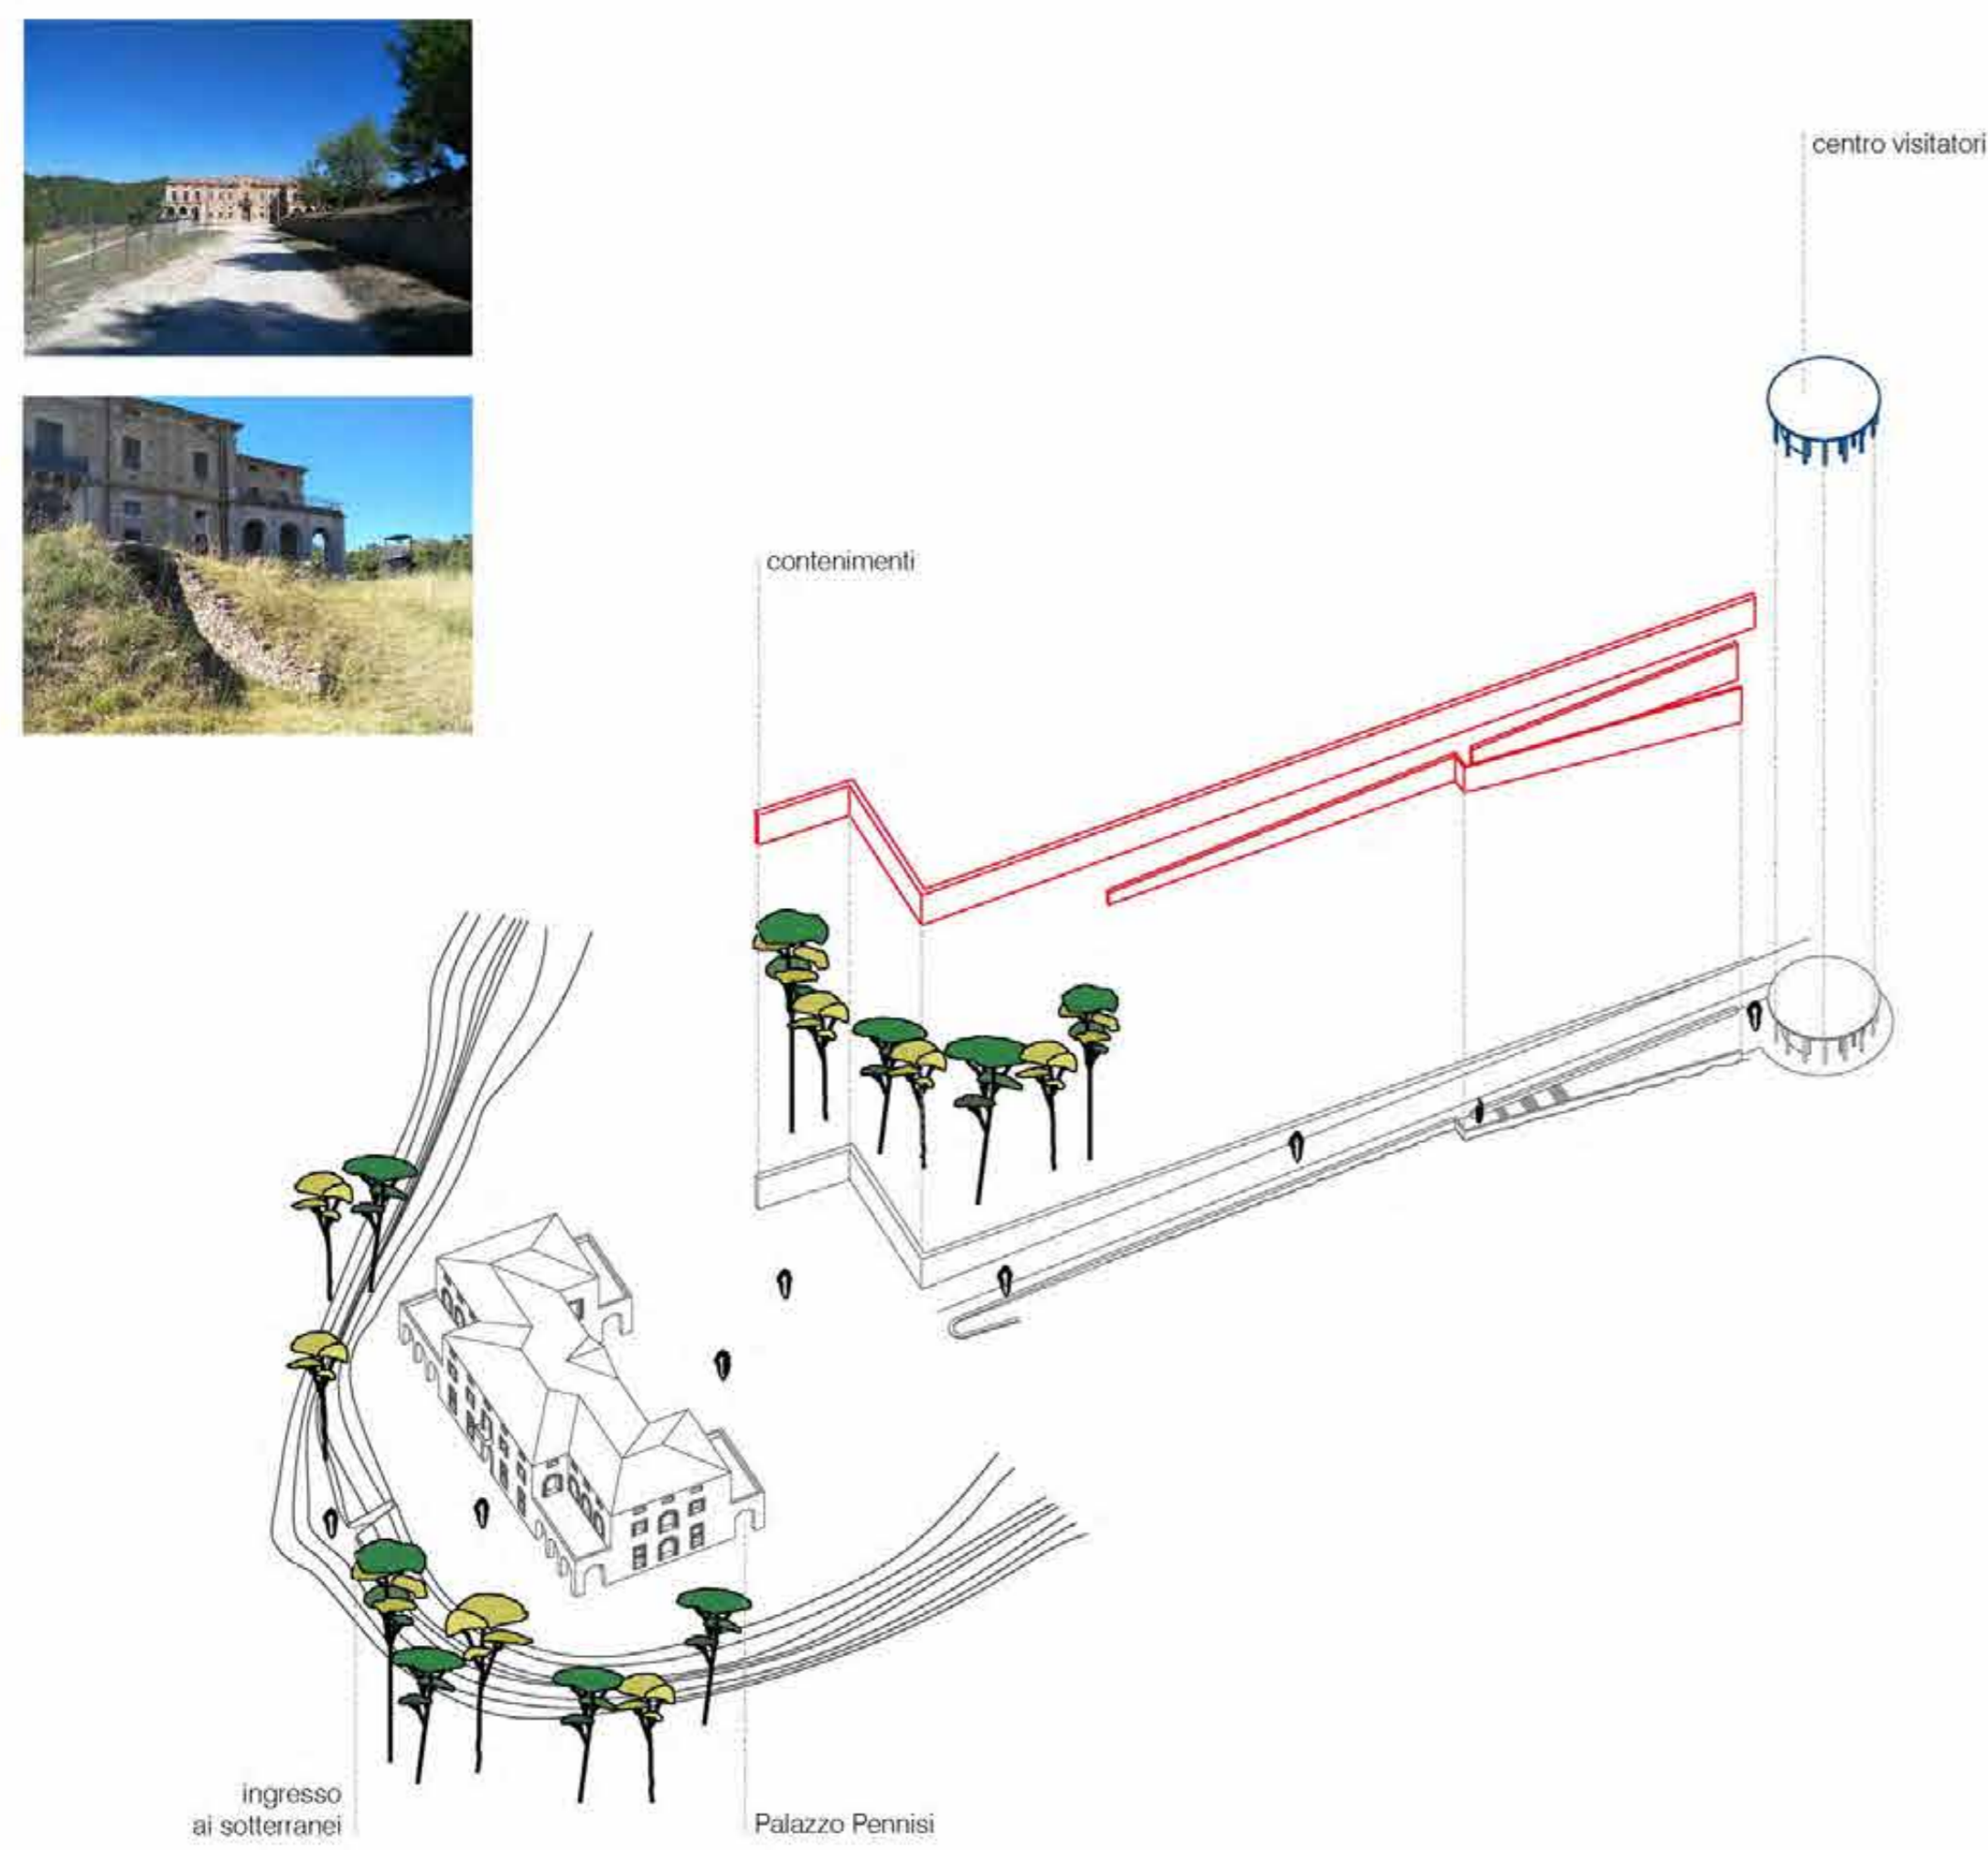 centro visitatori
contenimenti
ingresso
ai sotterranei
Palazzo Pennisi